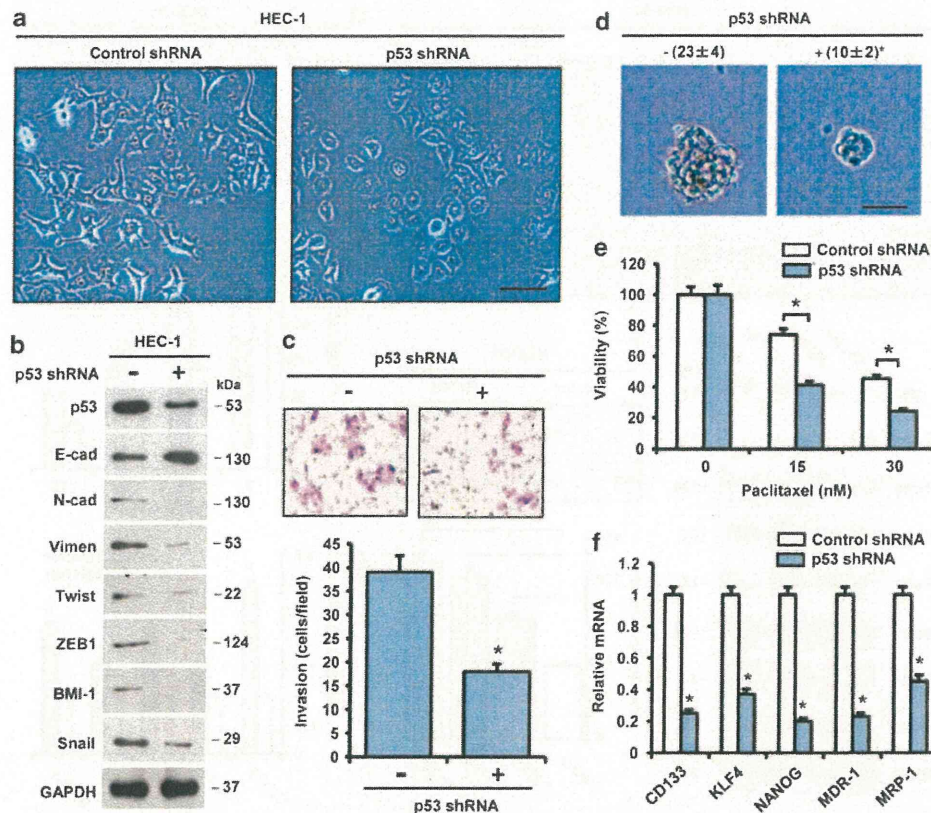 a
HEC-1
Control shRNA
p53 shRNA
b
HEC-1
p53 shRNA - +
kDa
p53 - 53
E-cad - 130
N-cad - 130
Vimen - 53
Twist - 22
ZEB1 - 124
BMI-1 - 37
Snail - 29
GAPDH - 37
c
p53 shRNA
- +
Invasion (cells/field)
45
40
35
30
25
20
15
10
5
0
*
- +
p53 shRNA
d
p53 shRNA
- (23±4)
+ (10±2)*
e
Control shRNA
p53 shRNA
Viability (%)
120
100
80
60
40
20
0
* *
0 15 30
Paclitaxel (nM)
f
Control shRNA
p53 shRNA
Relative mRNA
1.2
1
0.8
0.6
0.4
0.2
0
* * * * *
CD133 KLF4 NANOG MDR-1 MRP-1